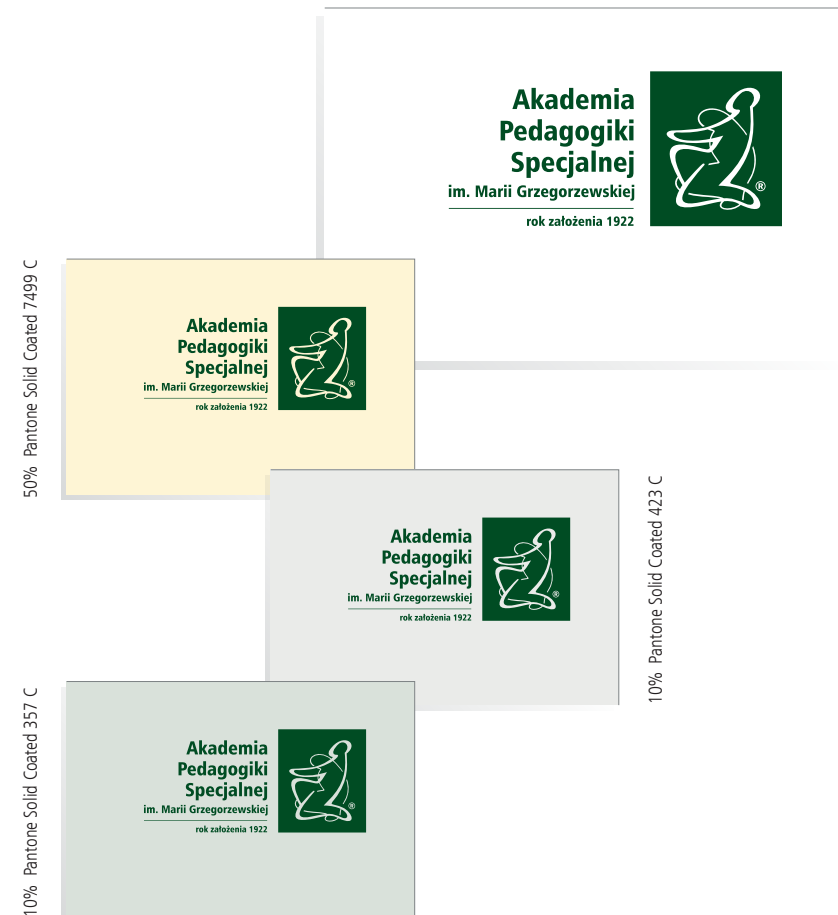 Akademia
Pedagogiki
Specjalnej
im. Marii Grzegorzewskiej
rok założenia 1922
®
50% Pantone Solid Coated 7499 C
Akademia
Pedagogiki
Specjalnej
im. Marii Grzegorzewskiej
rok założenia 1922
®
Akademia
Pedagogiki
Specjalnej
im. Marii Grzegorzewskiej
rok założenia 1922
®
10% Pantone Solid Coated 423 C
10% Pantone Solid Coated 357 C
Akademia
Pedagogiki
Specjalnej
im. Marii Grzegorzewskiej
rok założenia 1922
®